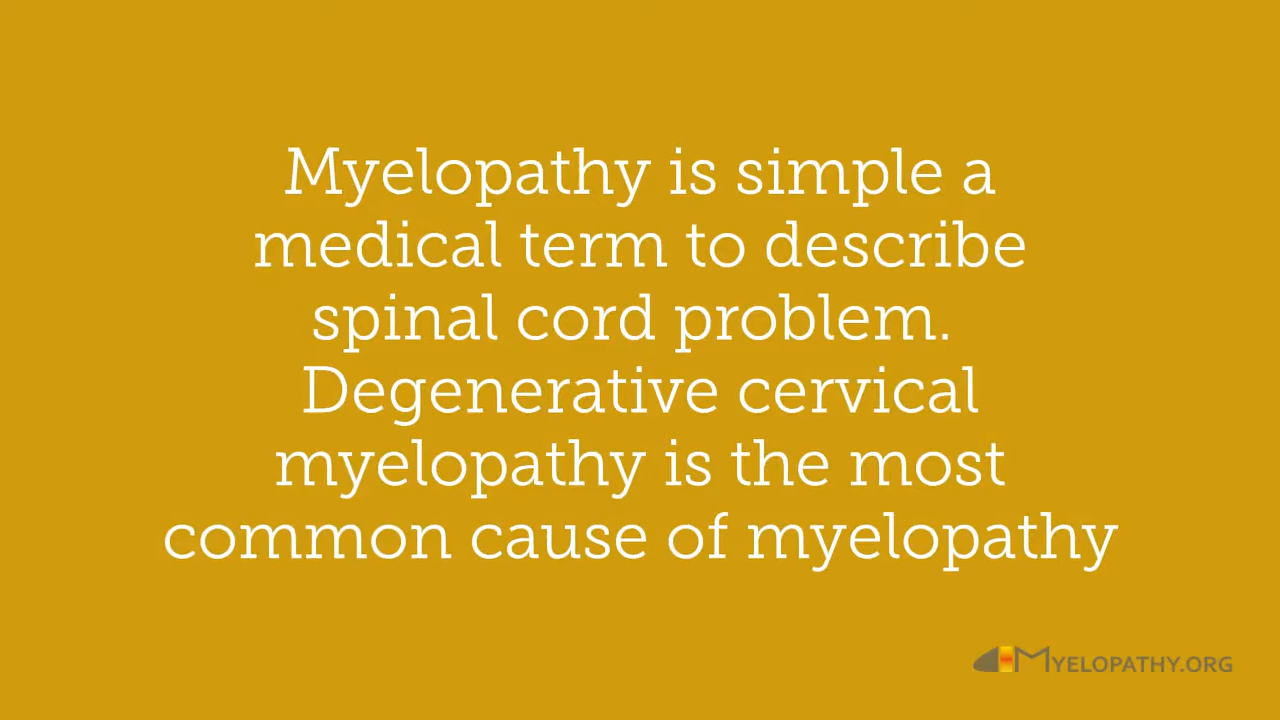 Myelopathy is simple a
medical term to describe
spinal cord problem.
Degenerative cervical
myelopathy is the most
common cause of myelopathy
MYELOPATHY.ORG